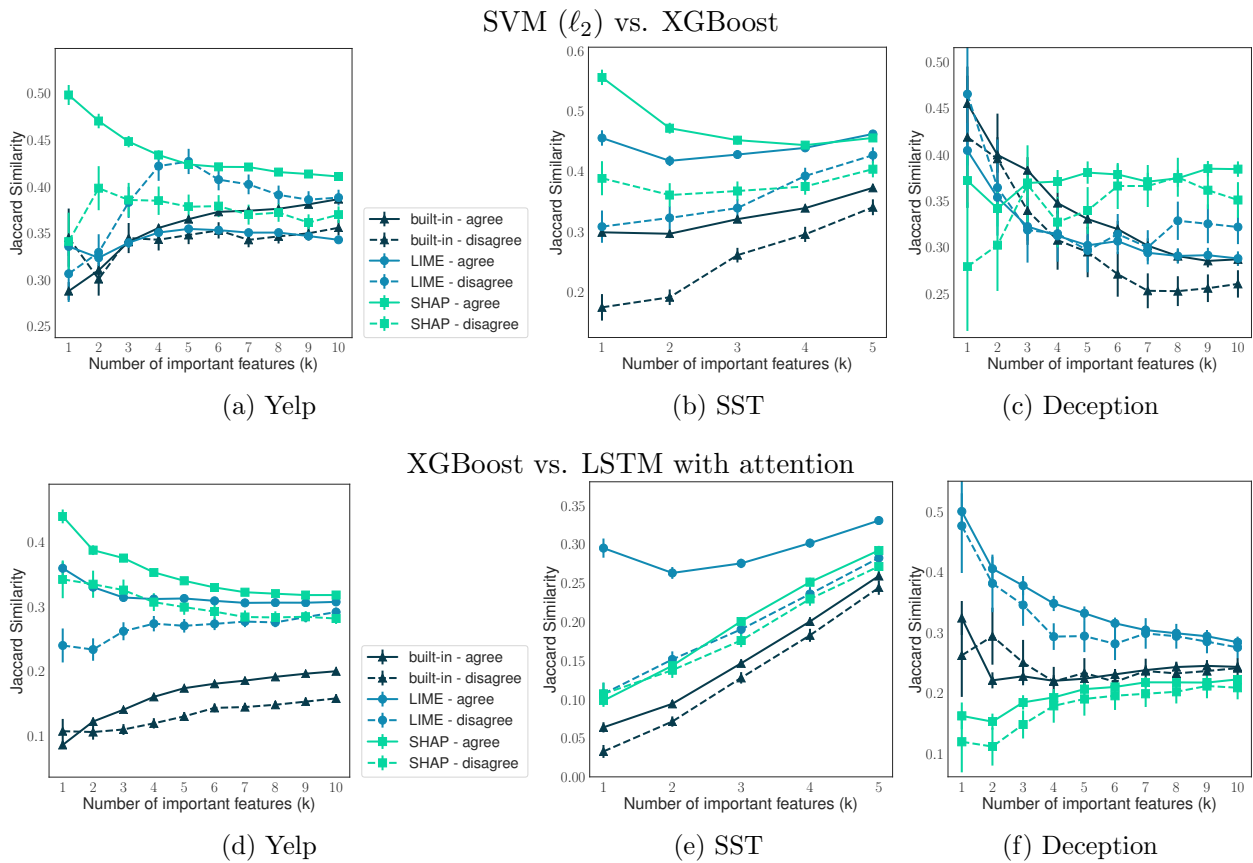 SVM (ℓ₂) vs. XGBoost
Jaccard Similarity
0.50
0.45
0.40
0.35
0.30
0.25
1 2 3 4 5 6 7 8 9 10
Number of important features (k)
(a) Yelp
built-in - agree
built-in - disagree
LIME - agree
LIME - disagree
SHAP - agree
SHAP - disagree
Jaccard Similarity
0.6
0.5
0.4
0.3
0.2
1 2 3 4 5
Number of important features (k)
(b) SST
Jaccard Similarity
0.50
0.45
0.40
0.35
0.30
0.25
1 2 3 4 5 6 7 8 9 10
Number of important features (k)
(c) Deception
XGBoost vs. LSTM with attention
Jaccard Similarity
0.4
0.3
0.2
0.1
1 2 3 4 5 6 7 8 9 10
Number of important features (k)
(d) Yelp
built-in - agree
built-in - disagree
LIME - agree
LIME - disagree
SHAP - agree
SHAP - disagree
Jaccard Similarity
0.35
0.30
0.25
0.20
0.15
0.10
0.05
0.00
1 2 3 4 5
Number of important features (k)
(e) SST
Jaccard Similarity
0.5
0.4
0.3
0.2
0.1
1 2 3 4 5 6 7 8 9 10
Number of important features (k)
(f) Deception